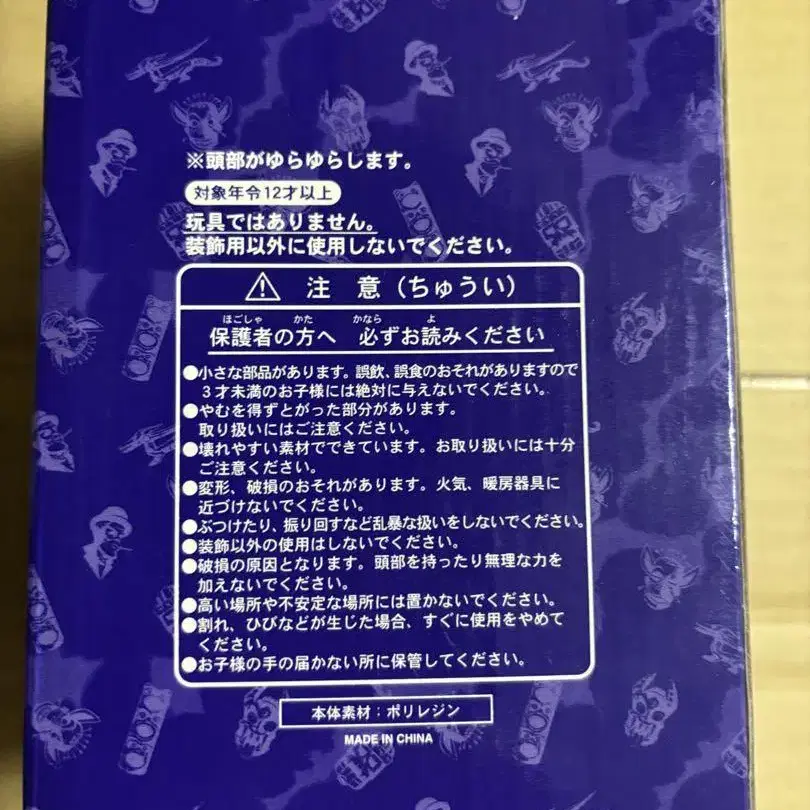 ※頭部がゆらゆらします。
対象年令12才以上
玩具ではありません。
装飾用以外に使用しないでください。
⚠ 注 意（ちゅうい）
ほごしゃ かた かなら よ
保護者の方へ 必ずお読みください
●小さな部品があります。誤飲、誤食のおそれがありますので
３才未満のお子様には絶対に与えないでください。
●やむを得ずとがった部分があります。
取り扱いにはご注意ください。
●壊れやすい素材でできています。お取り扱いには十分
ご注意ください。
●変形、破損のおそれがあります。火気、暖房器具に
近づけないでください。
●ぶつけたり、振り回すなど乱暴な扱いをしないでください。
●装飾以外の使用はしないでください。
●破損の原因となります。頭部を持ったり無理な力を
加えないでください。
●高い場所や不安定な場所には置かないでください。
●割れ、ひびなどが生じた場合、すぐに使用をやめて
ください。
●お子様の手の届かない所に保管してください。
本体素材：ポリレジン
MADE IN CHINA